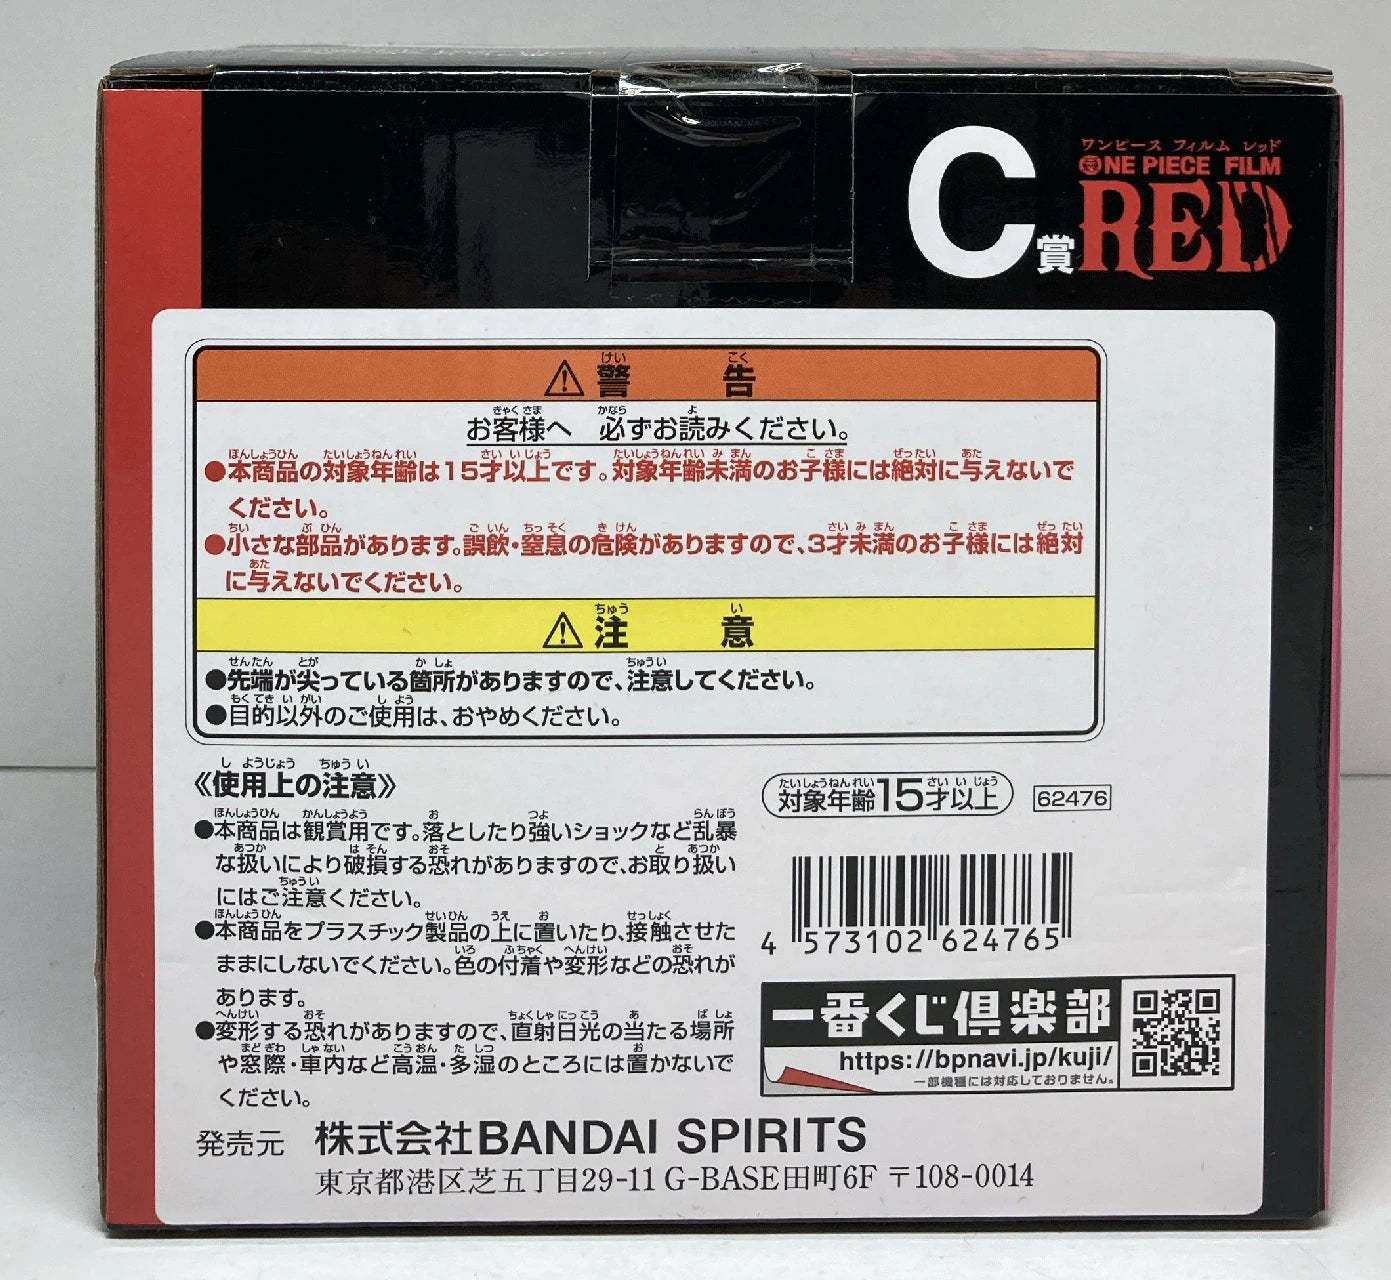 C賞
ワンピース フィルム レッド
ONE PIECE FILM
RED
⚠警告
お客様へ 必ずお読みください。
●本商品の対象年齢は15才以上です。対象年齢未満のお子様には絶対に与えないで
ください。
●小さな部品があります。誤飲・窒息の危険がありますので、3才未満のお子様には絶対
に与えないでください。
⚠注意
●先端が尖っている箇所がありますので、注意してください。
●目的以外のご使用は、おやめください。
《使用上の注意》
●本商品は観賞用です。落としたり強いショックなど乱暴
な扱いにより破損する恐れがありますので、お取り扱い
にはご注意ください。
●本商品をプラスチック製品の上に置いたり、接触させた
ままにしないでください。色の付着や変形などの恐れが
あります。
●変形する恐れがありますので、直射日光の当たる場所
や窓際・車内など高温・多湿のところには置かないで
ください。
対象年齢15才以上
62476
4 573102 624765
一番くじ倶楽部
https://bpnavi.jp/kuji/
一部機種には対応しておりません。
発売元 株式会社BANDAI SPIRITS
東京都港区芝五丁目29-11 G-BASE田町6F 〒108-0014